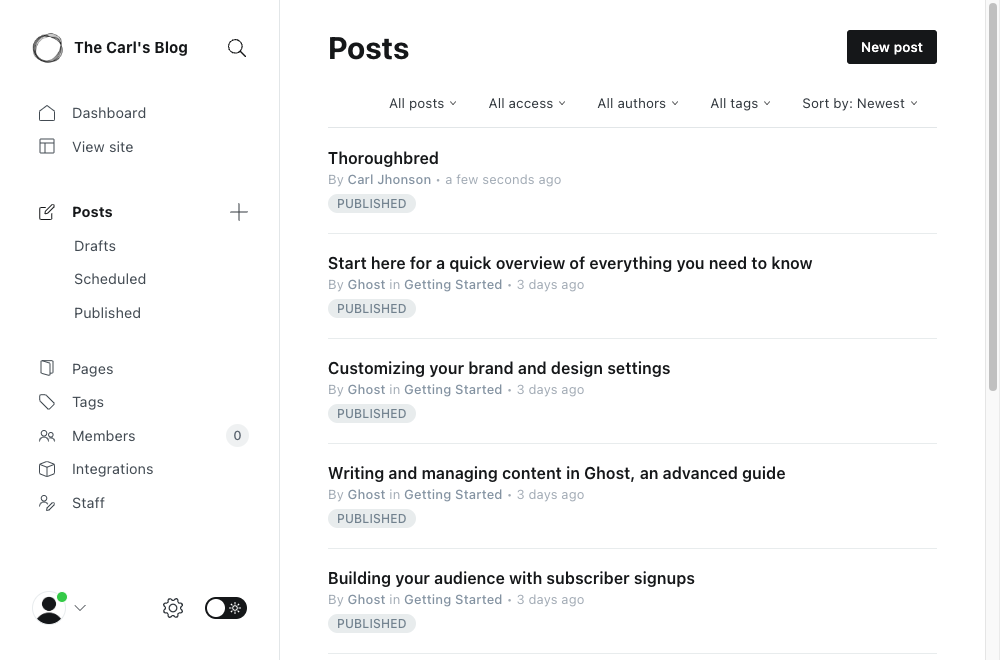 The Carl's Blog
Dashboard
View site
Posts
Drafts
Scheduled
Published
Pages
Tags
Members 0
Integrations
Staff
Posts
New post
All posts All access All authors All tags Sort by: Newest
Thoroughbred
By Carl Jhonson • a few seconds ago
PUBLISHED
Start here for a quick overview of everything you need to know
By Ghost in Getting Started • 3 days ago
PUBLISHED
Customizing your brand and design settings
By Ghost in Getting Started • 3 days ago
PUBLISHED
Writing and managing content in Ghost, an advanced guide
By Ghost in Getting Started • 3 days ago
PUBLISHED
Building your audience with subscriber signups
By Ghost in Getting Started • 3 days ago
PUBLISHED